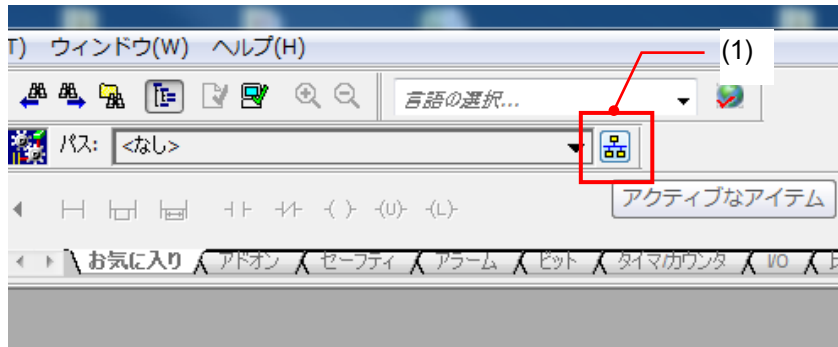 T) ウィンドウ(W) ヘルプ(H)
(1)
言語の選択...
パス: <なし>
アクティブなアイテム
(U) (L)
お気に入り アドオン セーフティ アラーム ビット タイマ/カウンタ I/O